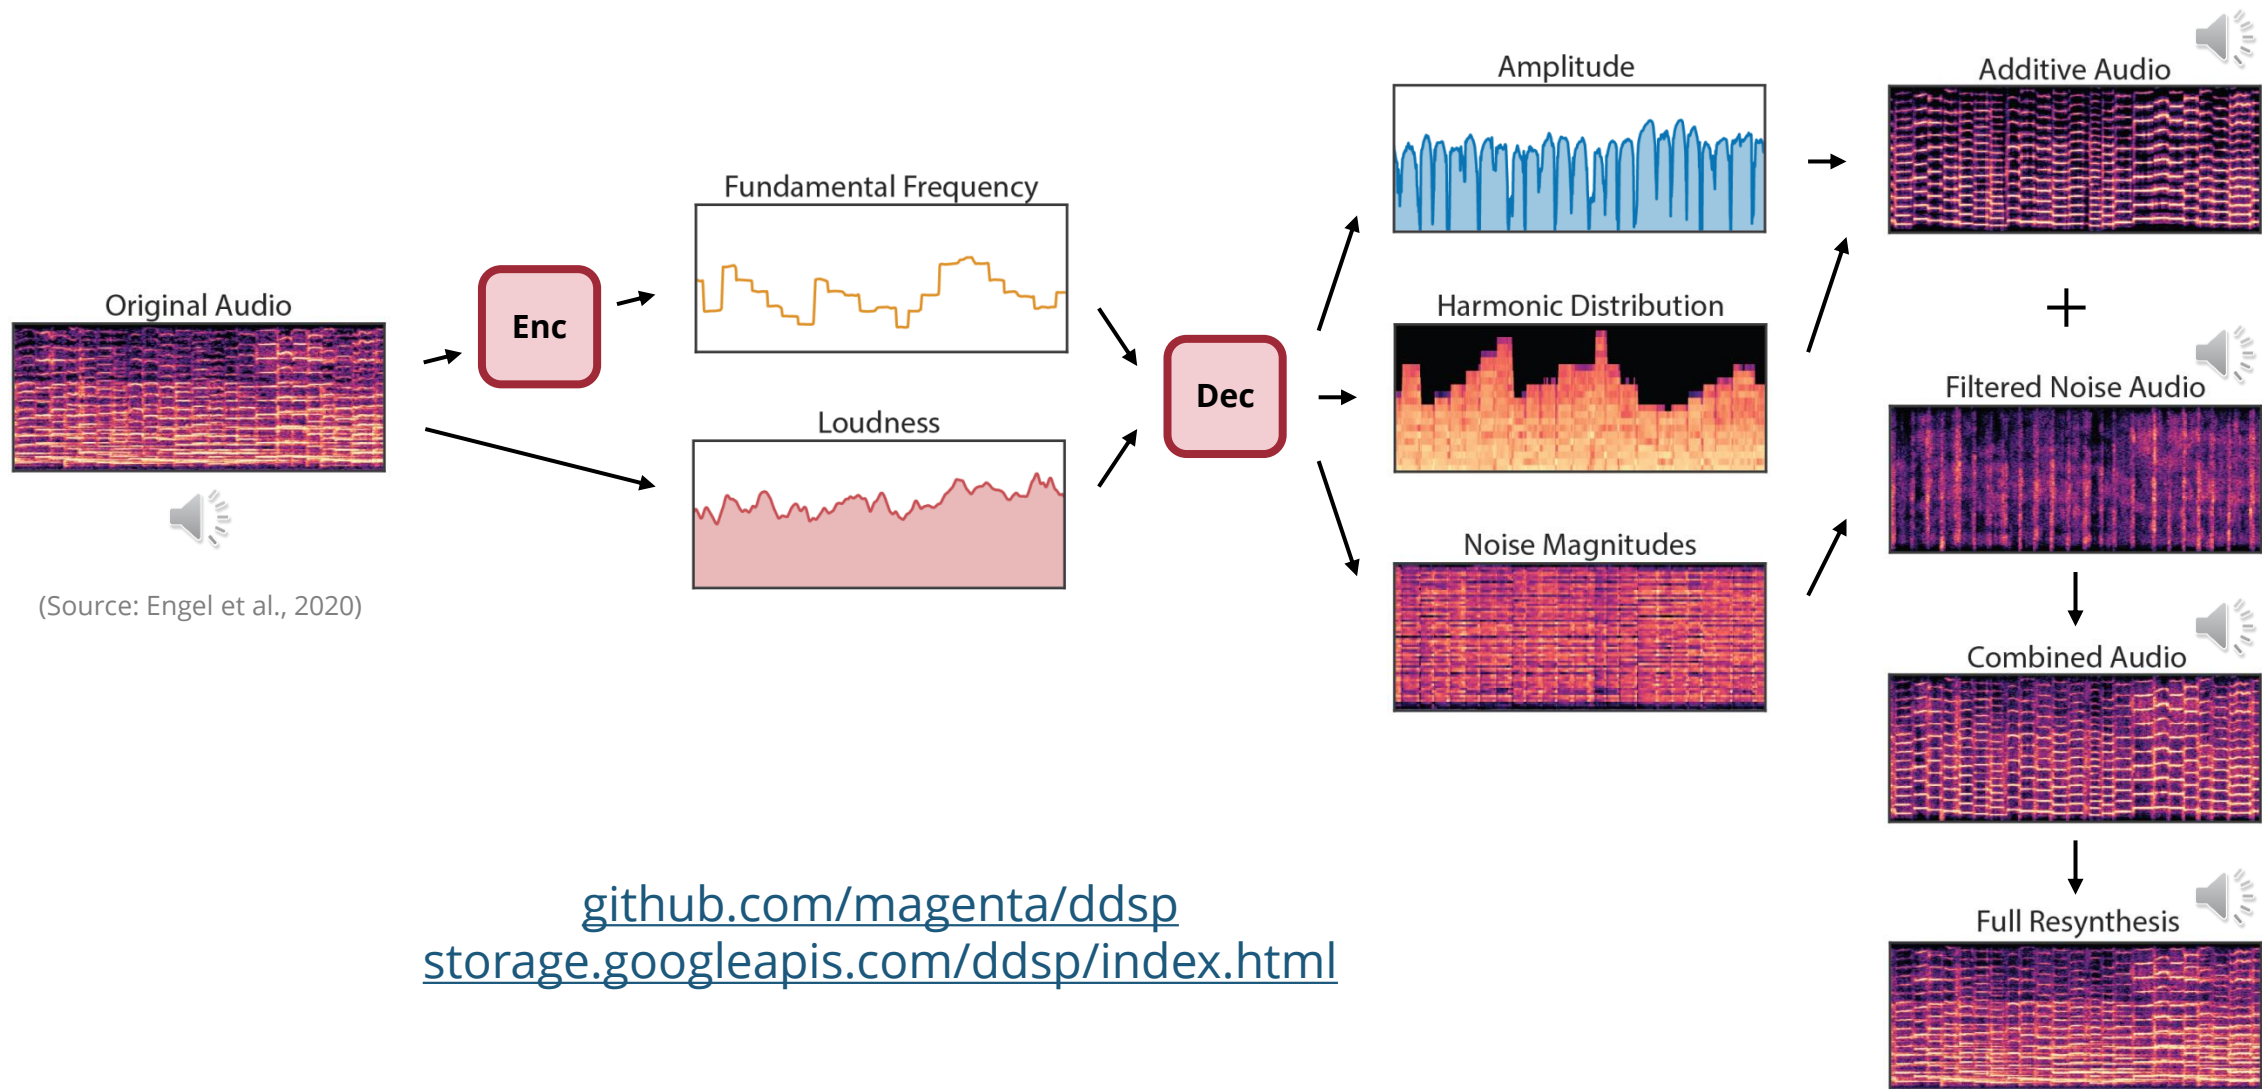 Original Audio
(Source: Engel et al., 2020)
Enc
Fundamental Frequency
Loudness
Dec
Amplitude
Harmonic Distribution
Noise Magnitudes
Additive Audio
+
Filtered Noise Audio
Combined Audio
Full Resynthesis
github.com/magenta/ddsp
storage.googleapis.com/ddsp/index.html